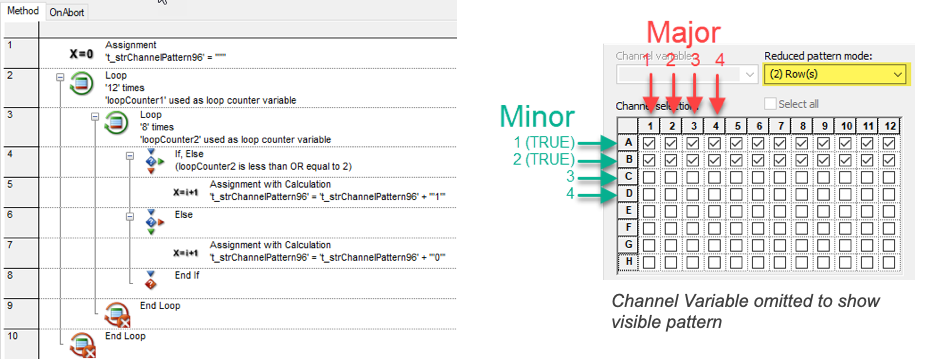 Method OnAbort
1 X=0 Assignment
't_strChannelPattern96' = """"
2 Loop
'12' times
'loopCounter1' used as loop counter variable
3 Loop
'8' times
'loopCounter2' used as loop counter variable
4 If, Else
(loopCounter2 is less than OR equal to 2)
5 X=i+1 Assignment with Calculation
't_strChannelPattern96' = 't_strChannelPattern96' + '"1"'
6 Else
7 X=i+1 Assignment with Calculation
't_strChannelPattern96' = 't_strChannelPattern96' + '"0"'
8 End If
9 End Loop
10 End Loop
Major
Channel variable Reduced pattern mode:
1 2 3 4
(2) Row(s)
Channel selection:
Select all
Minor
1 2 3 4 5 6 7 8 9 10 11 12
1 (TRUE) A
2 (TRUE) B
3 C
4 D
E
F
G
H
Channel Variable omitted to show
visible pattern